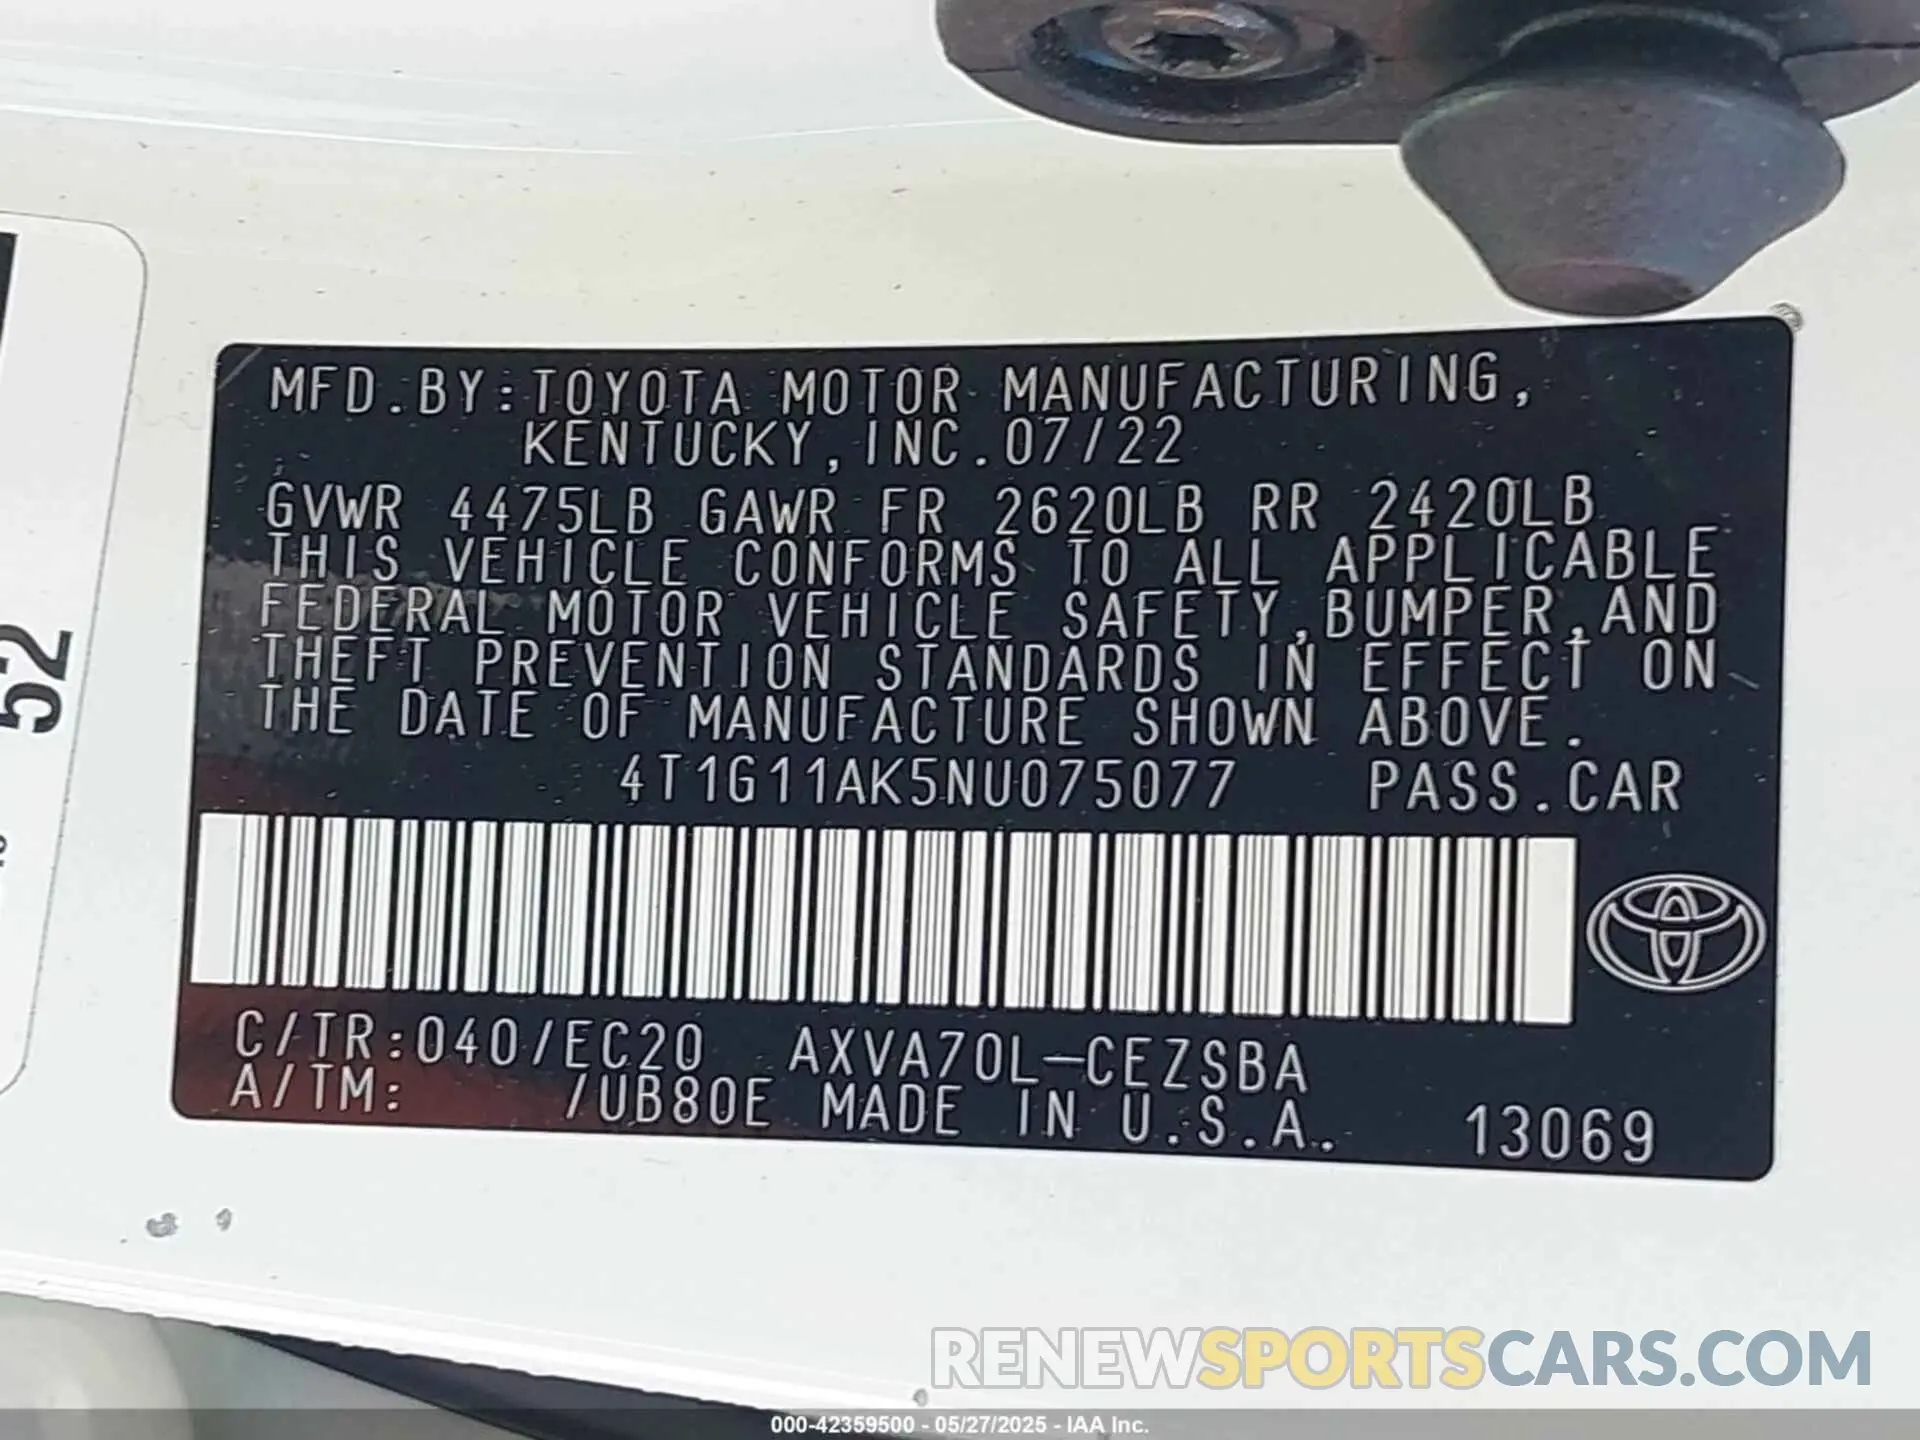 MFD.BY:TOYOTA MOTOR MANUFACTURING,
KENTUCKY,INC.07/22
GVWR 4475LB GAWR FR 2620LB RR 2420LB
THIS VEHICLE CONFORMS TO ALL APPLICABLE
FEDERAL MOTOR VEHICLE SAFETY,BUMPER,AND
THEFT PREVENTION STANDARDS IN EFFECT ON
THE DATE OF MANUFACTURE SHOWN ABOVE.
4T1G11AK5NU075077 PASS.CAR
C/TR:040/EC20 AXVA70L-CEZSBA
A/TM: /UB80E MADE IN U.S.A. 13069
52
RENEWSPORTSCARS.COM
000-42359500 - 05/27/2025 - IAA Inc.